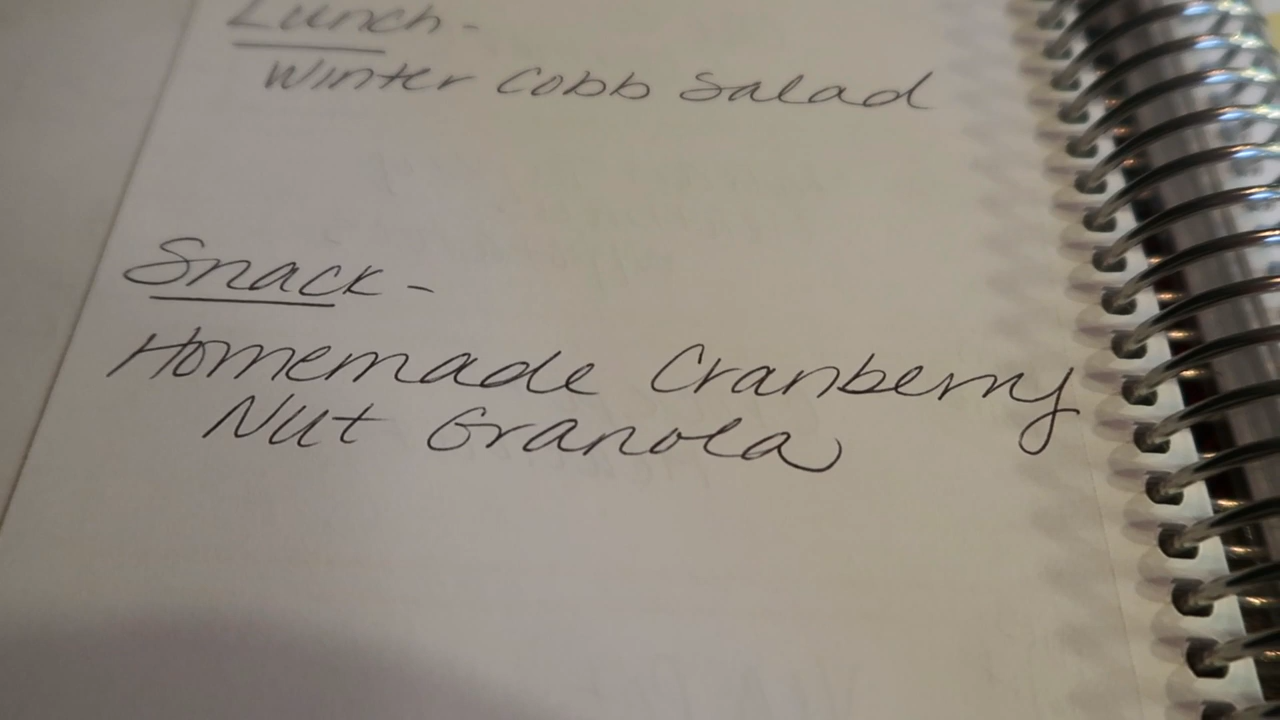 Lunch -
Winter Cobb Salad
Snack -
Homemade Cranberry
Nut Granola